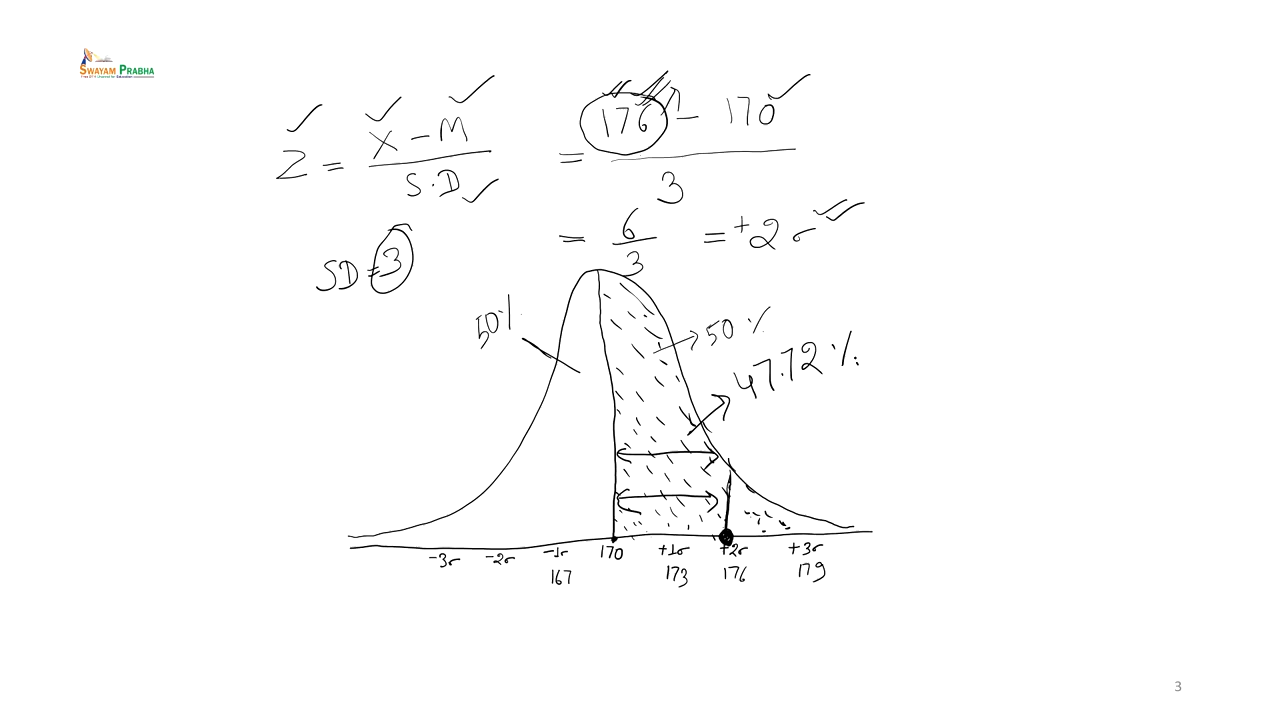 SWAYAM PRABHA
Z = X - M / S.D = 176 - 170 / 3
= 6/3 = +2σ
SD = 3
50%
50%
47.72%
-3σ -2σ -1σ 170 +1σ +2σ +3σ
167 173 176 179
3